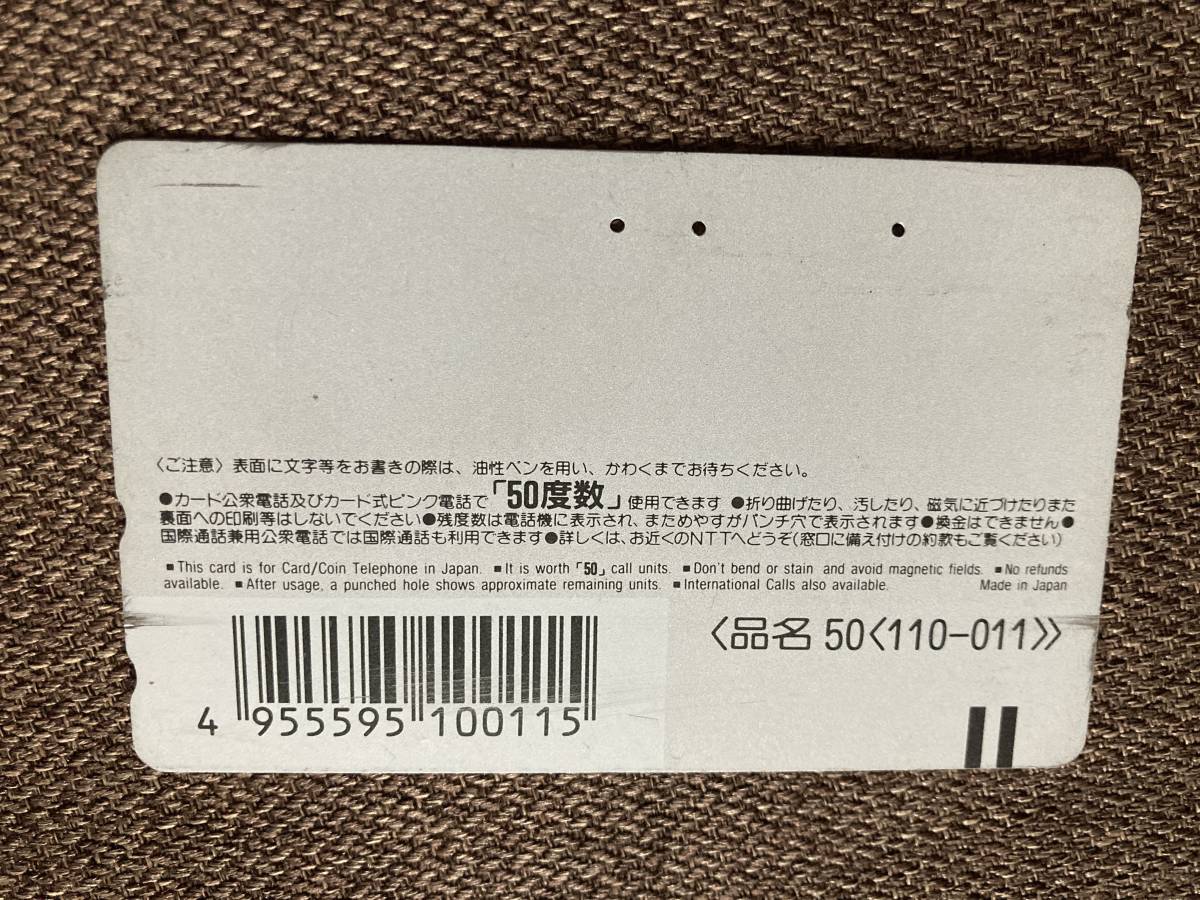 〈ご注意〉表面に文字等をお書きの際は、油性ペンを用い、かわくまでお待ちください。
●カード公衆電話及びカード式ピンク電話で「50度数」使用できます ●折り曲げたり、汚したり、磁気に近づけたりまた
裏面への印刷等はしないでください●残度数は電話機に表示され、まためやすがパンチ穴で表示されます●換金はできません●
国際通話兼用公衆電話では国際通話も利用できます●詳しくは、お近くのNTTへどうぞ(窓口に備え付けの約款もご覧ください)
■This card is for Card/Coin Telephone in Japan. ■It is worth「50」call units. ■Don't bend or stain and avoid magnetic fields. ■No refunds
available. ■After usage, a punched hole shows approximate remaining units. ■International Calls also available. Made in Japan
〈品名 50〈110-011〉〉
4 955595 100115